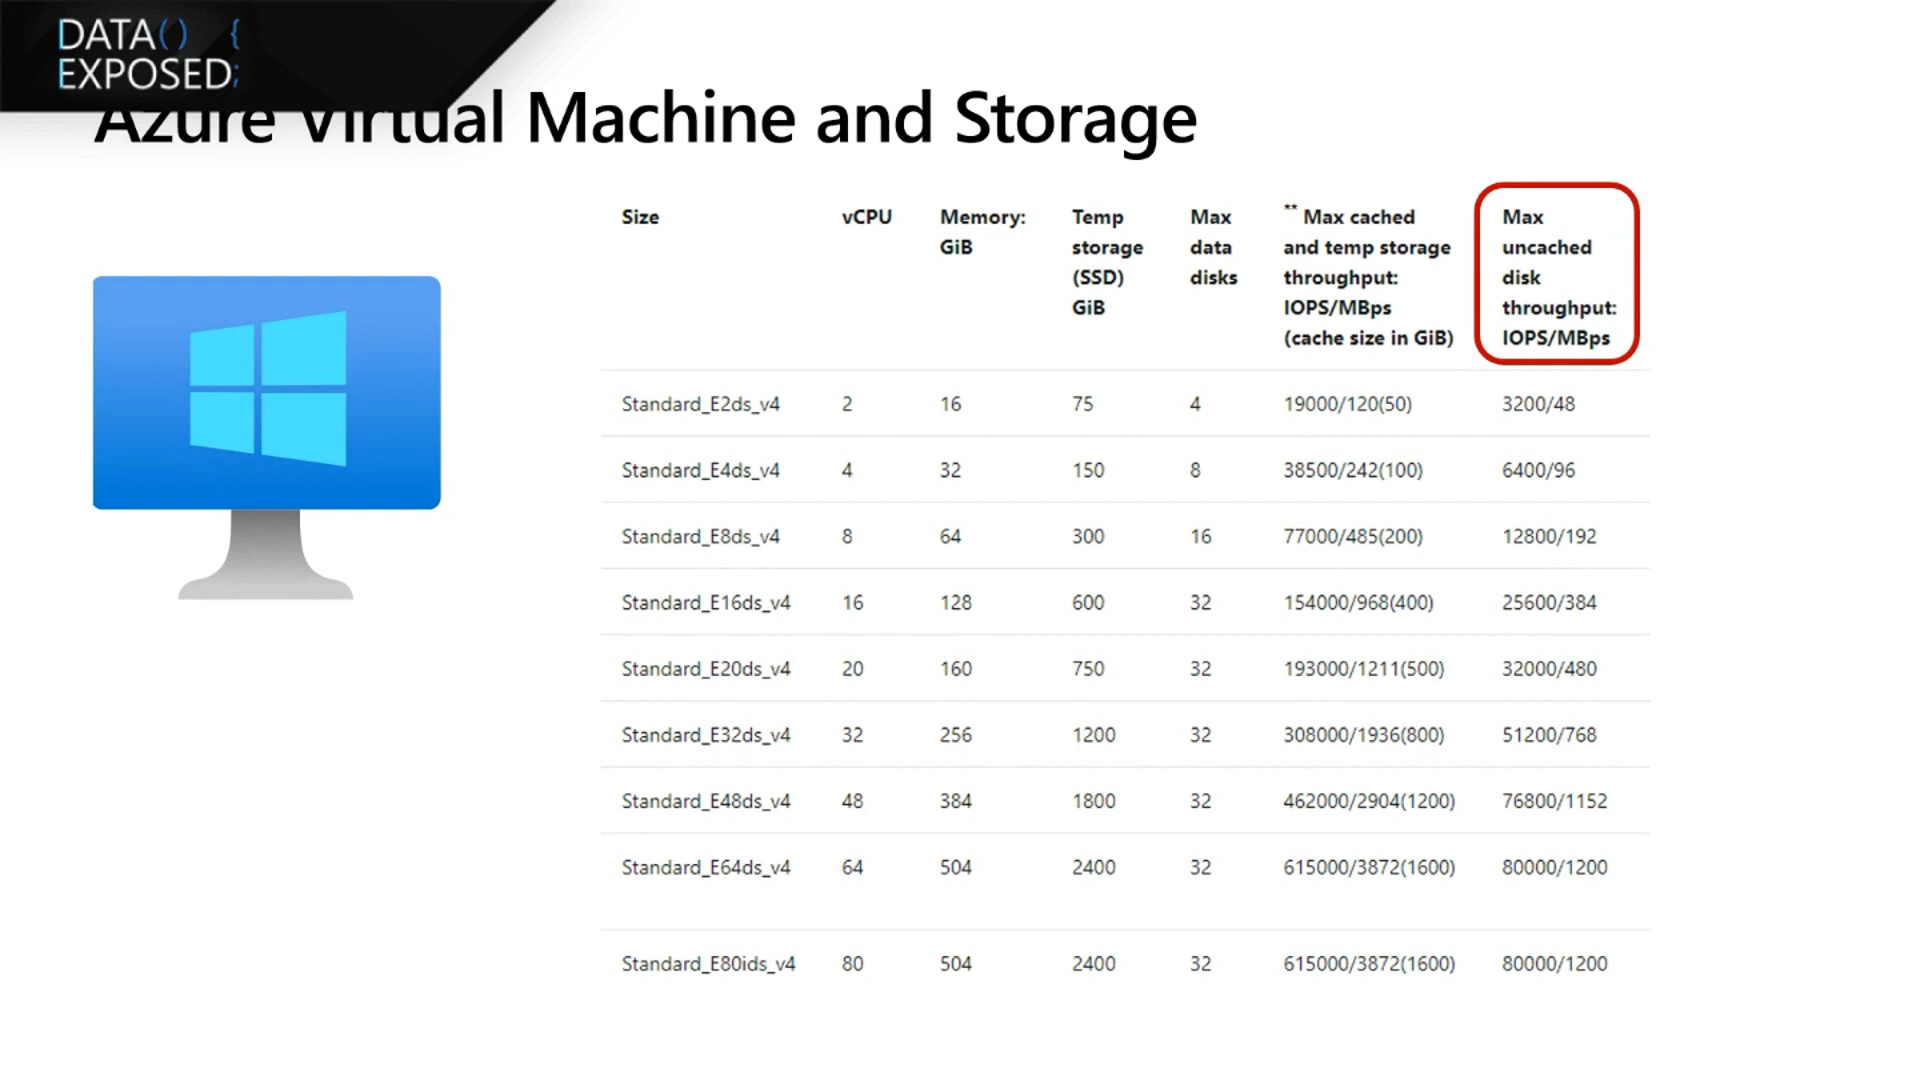 DATA() {
EXPOSED;
Azure Virtual Machine and Storage
Size vCPU Memory: GiB Temp storage (SSD) GiB Max data disks ** Max cached and temp storage throughput: IOPS/MBps (cache size in GiB) Max uncached disk throughput: IOPS/MBps
Standard_E2ds_v4 2 16 75 4 19000/120(50) 3200/48
Standard_E4ds_v4 4 32 150 8 38500/242(100) 6400/96
Standard_E8ds_v4 8 64 300 16 77000/485(200) 12800/192
Standard_E16ds_v4 16 128 600 32 154000/968(400) 25600/384
Standard_E20ds_v4 20 160 750 32 193000/1211(500) 32000/480
Standard_E32ds_v4 32 256 1200 32 308000/1936(800) 51200/768
Standard_E48ds_v4 48 384 1800 32 462000/2904(1200) 76800/1152
Standard_E64ds_v4 64 504 2400 32 615000/3872(1600) 80000/1200
Standard_E80ids_v4 80 504 2400 32 615000/3872(1600) 80000/1200